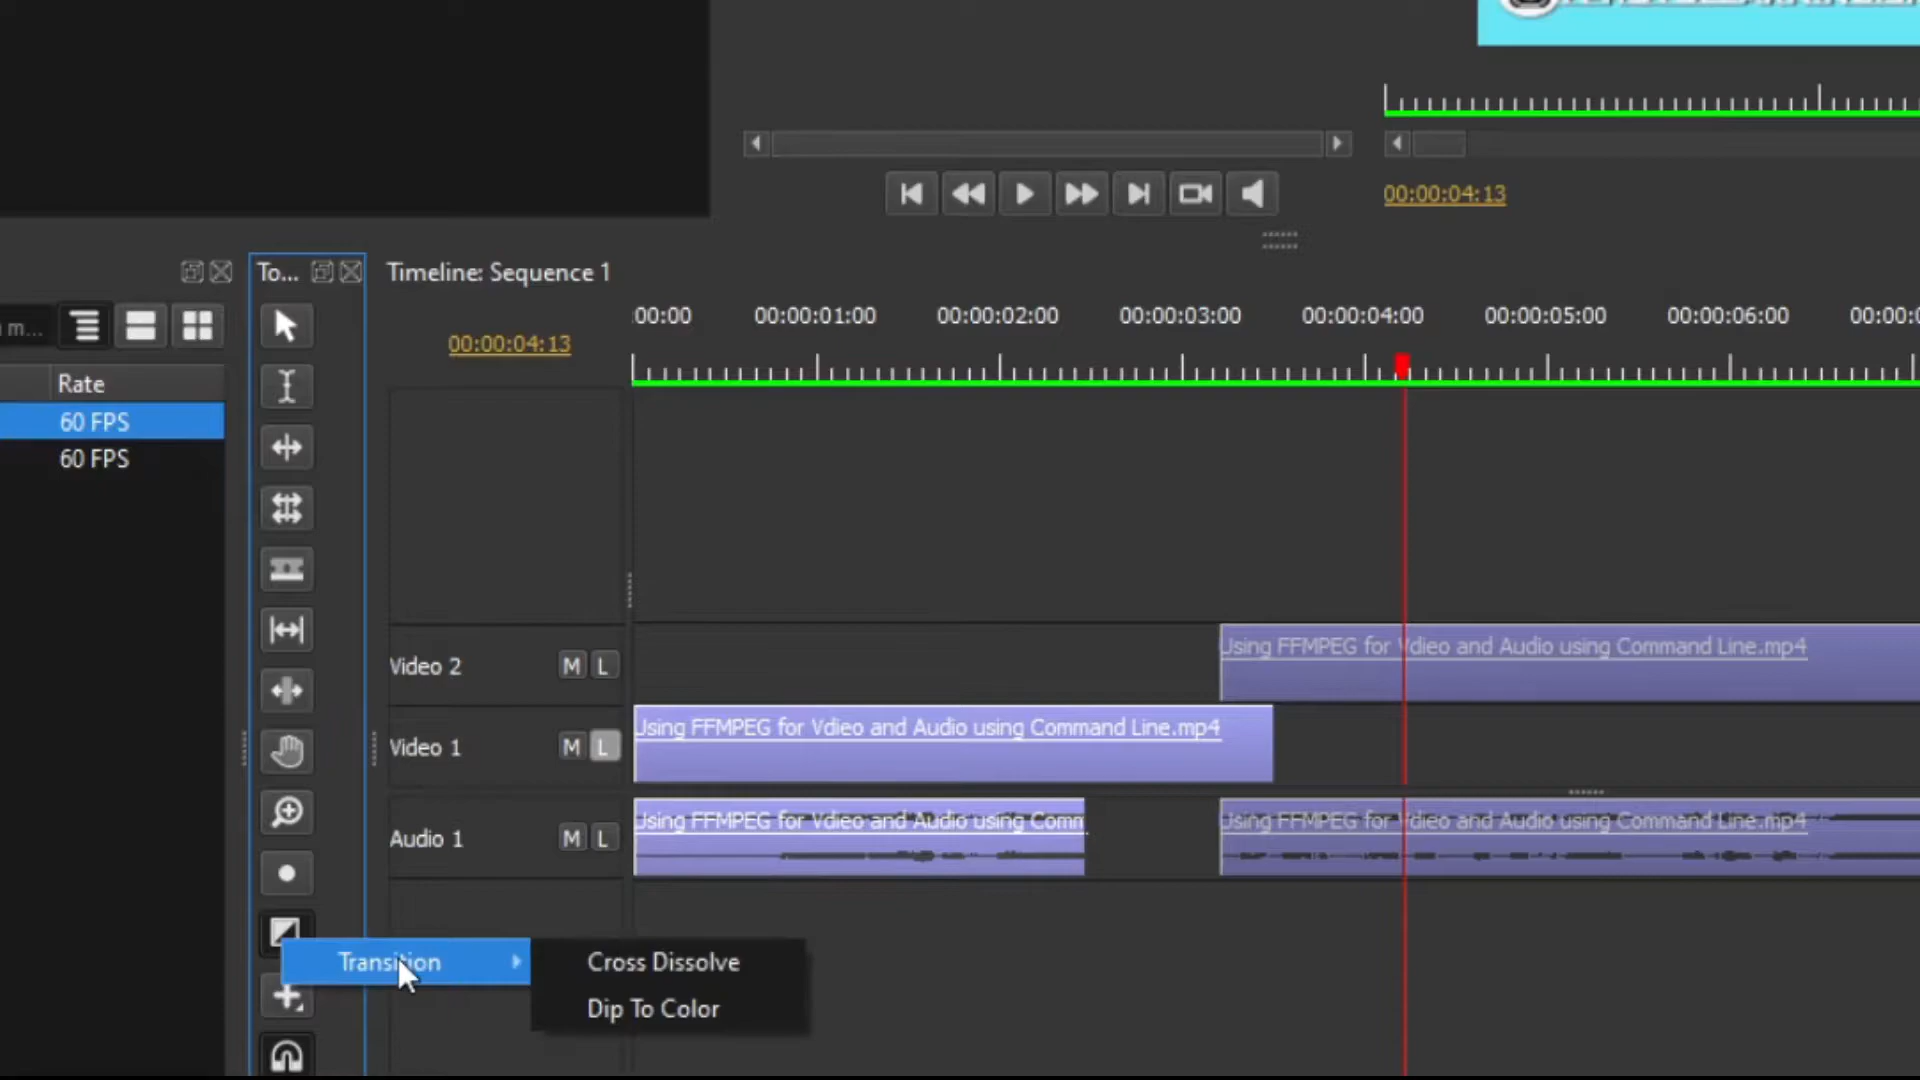 00:00:04:13
To...
Timeline: Sequence 1
m...
00:00:04:13
:00:00
00:00:01:00
00:00:02:00
00:00:03:00
00:00:04:00
00:00:05:00
00:00:06:00
00:00:0
Rate
60 FPS
60 FPS
Video 2
M
L
Using FFMPEG for Vdieo and Audio using Command Line.mp4
Video 1
M
L
Using FFMPEG for Vdieo and Audio using Command Line.mp4
Audio 1
M
L
Using FFMPEG for Vdieo and Audio using Comm
Using FFMPEG for Vdieo and Audio using Command Line.mp4
Transition
Cross Dissolve
Dip To Color